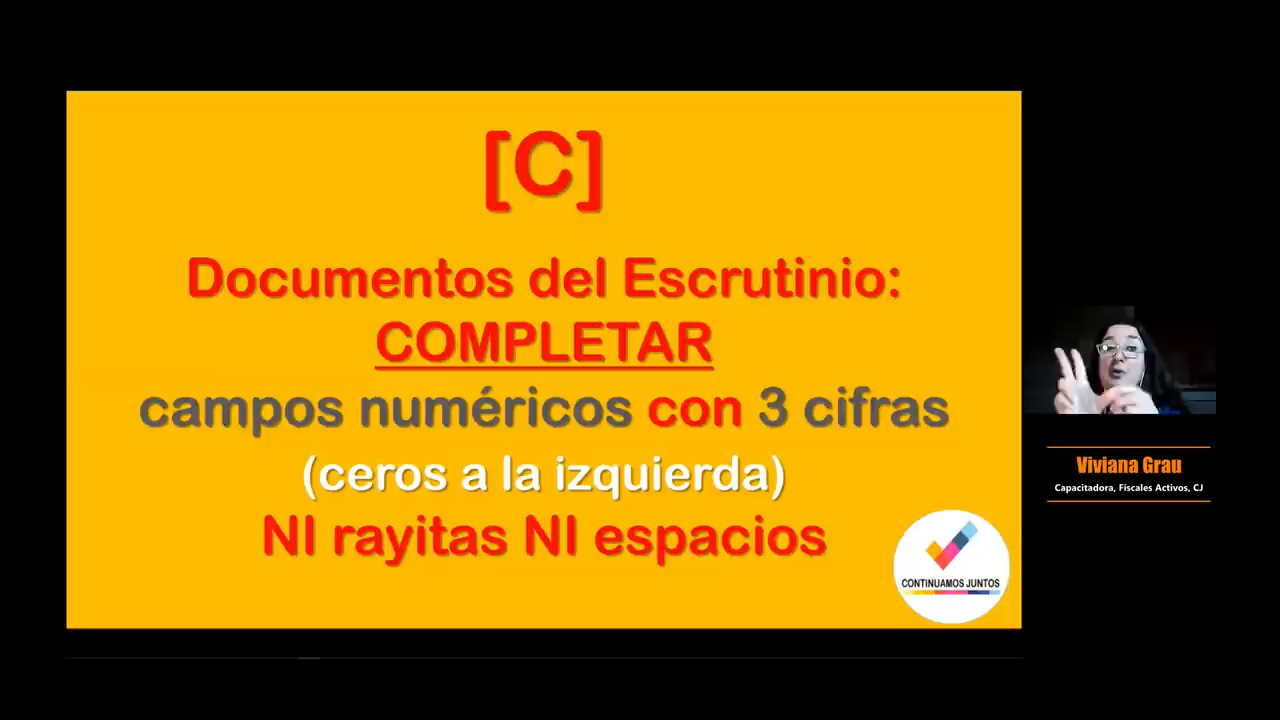 [C]
Documentos del Escrutinio:
COMPLETAR
campos numéricos con 3 cifras
(ceros a la izquierda)
NI rayitas NI espacios
CONTINUAMOS JUNTOS
Viviana Grau
Capacitadora, Fiscales Activos, CJ